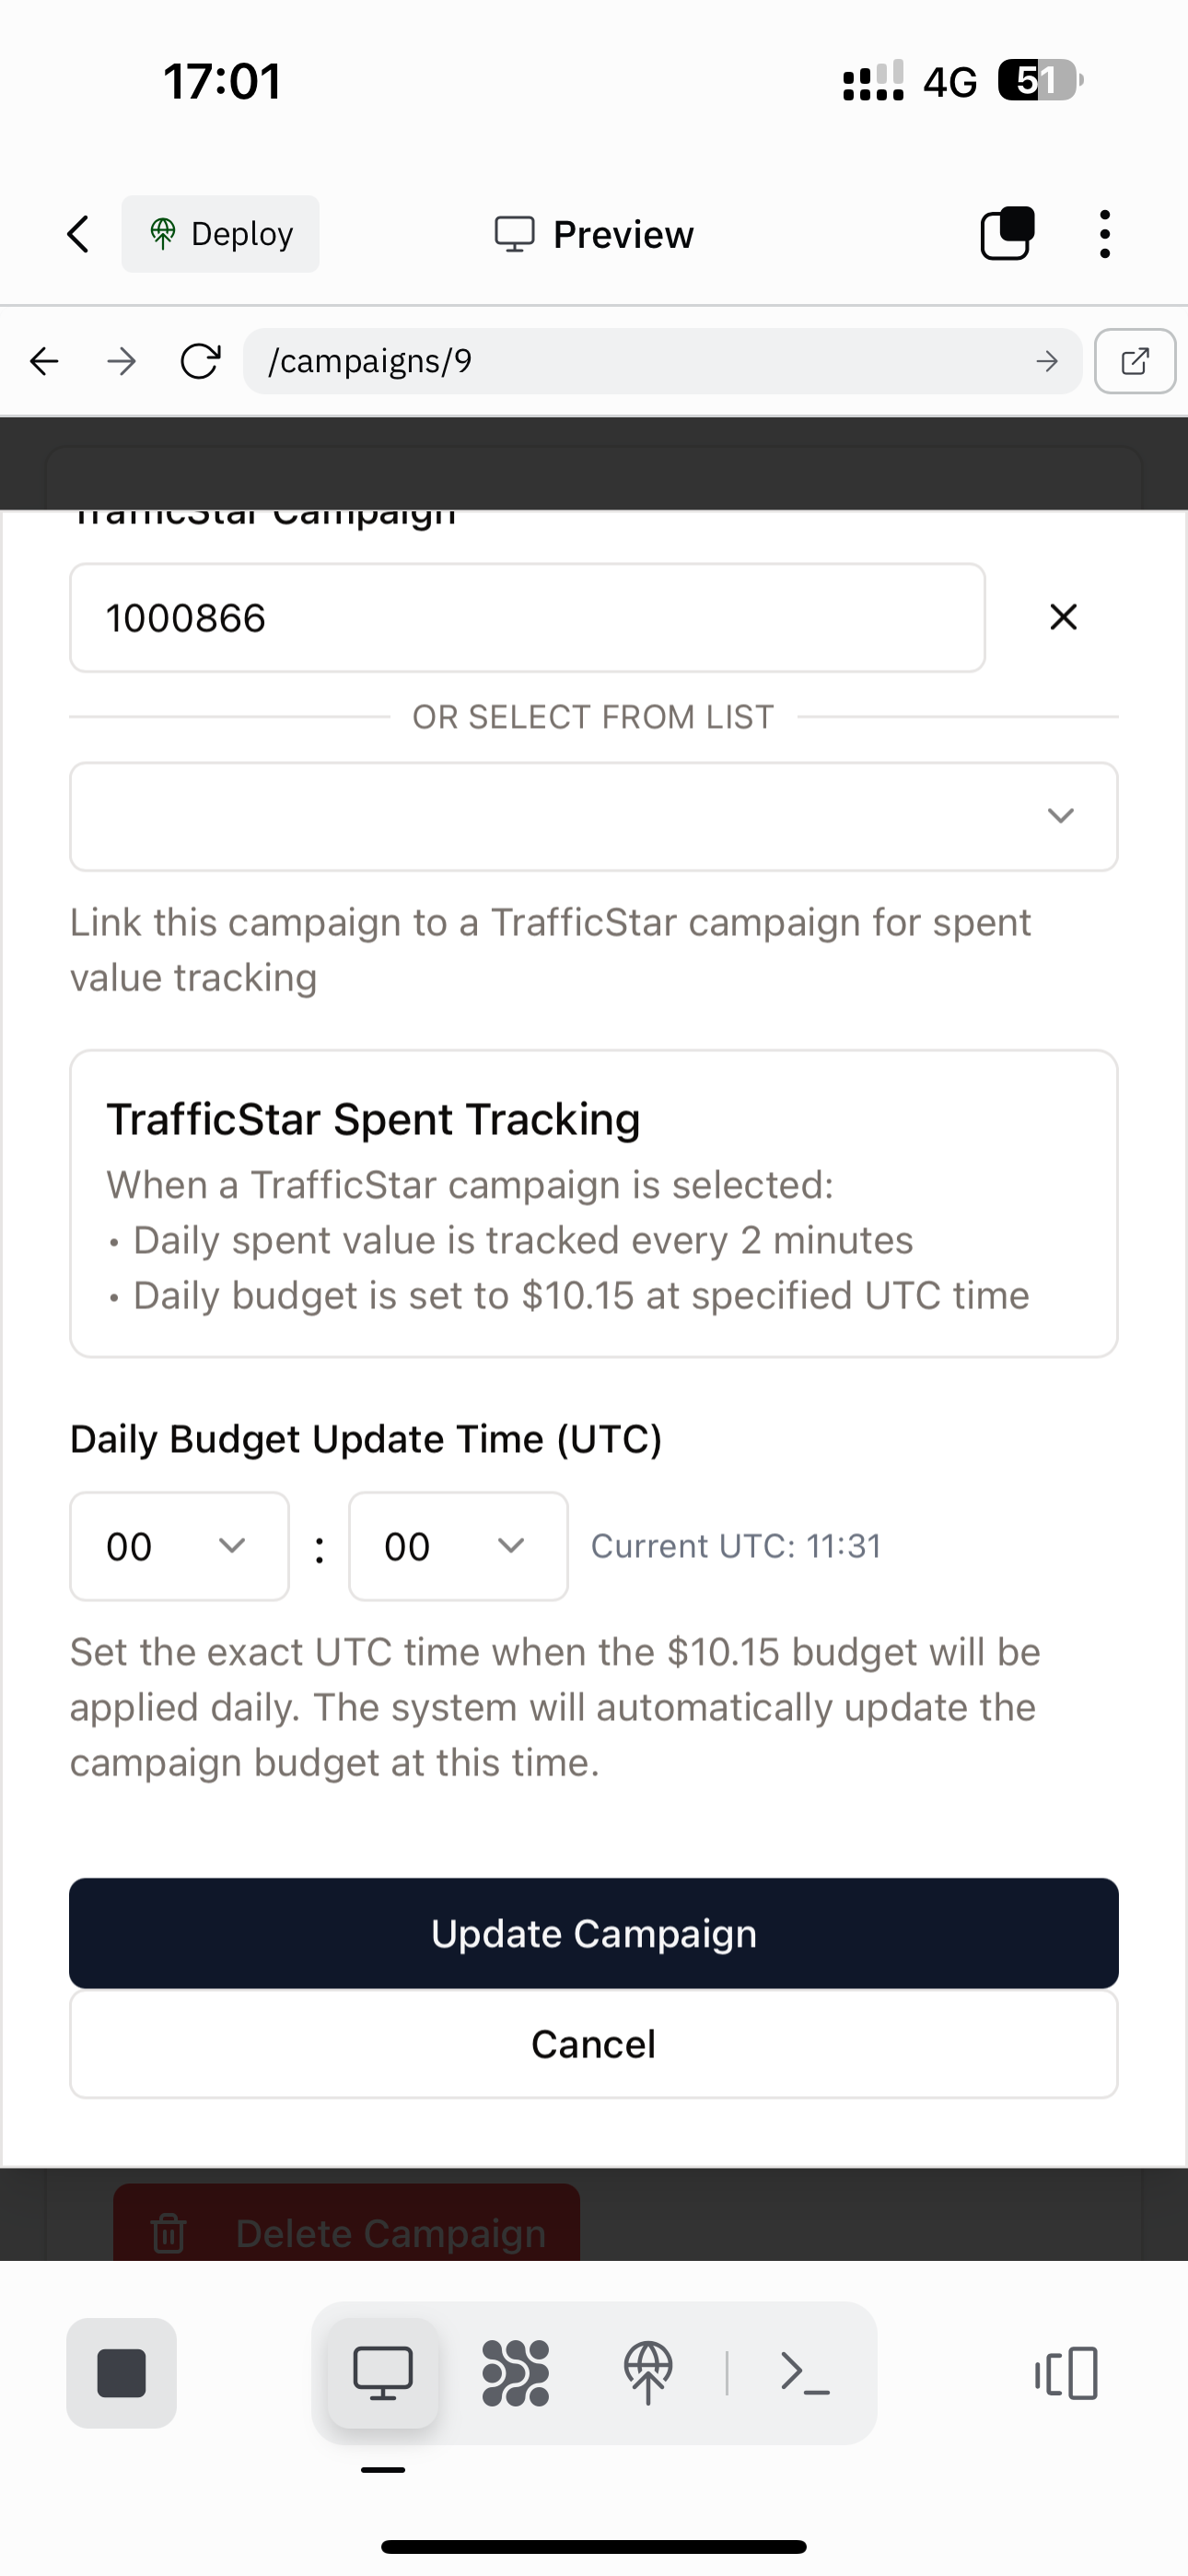 17:01
4G
51
Deploy
Preview
/campaigns/9
TrafficStar Campaign
1000866
OR SELECT FROM LIST
Link this campaign to a TrafficStar campaign for spent
value tracking
TrafficStar Spent Tracking
When a TrafficStar campaign is selected:
• Daily spent value is tracked every 2 minutes
• Daily budget is set to $10.15 at specified UTC time
Daily Budget Update Time (UTC)
00 : 00 Current UTC: 11:31
Set the exact UTC time when the $10.15 budget will be
applied daily. The system will automatically update the
campaign budget at this time.
Update Campaign
Cancel
Delete Campaign